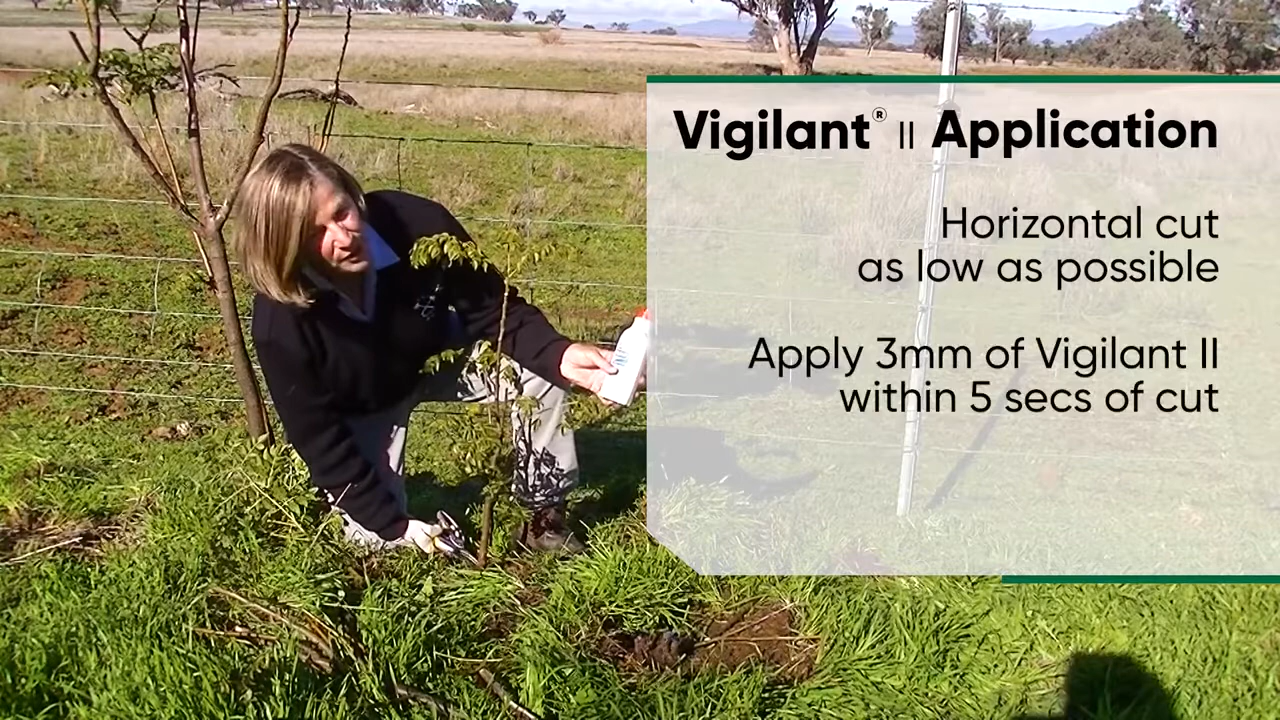 Vigilant® II Application
Horizontal cut
as low as possible
Apply 3mm of Vigilant II
within 5 secs of cut